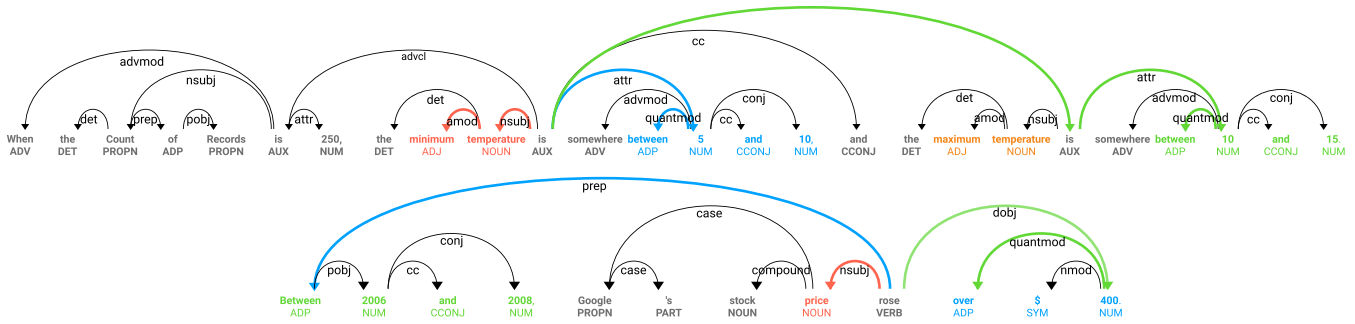 cc
advmod advcl attr attr
nsubj det advmod conj det advmod conj
det prep pobj attr amod nsubj quantmod cc amod nsubj quantmod cc
When the Count of Records is 250, the minimum temperature is somewhere between 5 and 10, and the maximum temperature is somewhere between 10 and 15.
ADV DET PROPN ADP PROPN AUX NUM DET ADJ NOUN AUX ADV ADP NUM CCONJ NUM CCONJ DET ADJ NOUN AUX ADV ADP NUM CCONJ NUM
prep
case dobj
conj quantmod
pobj cc case compound nsubj nmod
Between 2006 and 2008, Google 's stock price rose over $ 400.
ADP NUM CCONJ NUM PROPN PART NOUN NOUN VERB ADP SYM NUM